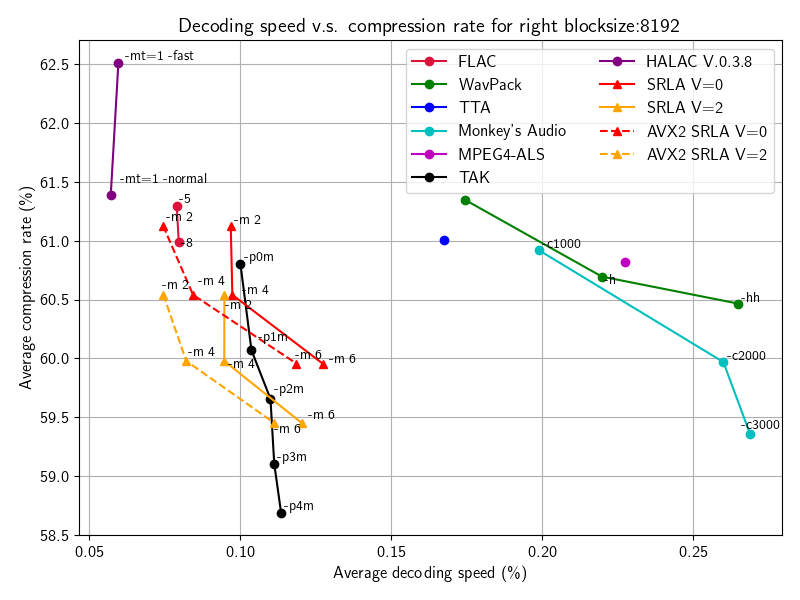 Decoding speed v.s. compression rate for right blocksize:8192
FLAC
WavPack
TTA
Monkey's Audio
MPEG4-ALS
TAK
HALAC V.0.3.8
SRLA V=0
SRLA V=2
AVX2 SRLA V=0
AVX2 SRLA V=2
Average compression rate (%)
62.5
62.0
61.5
61.0
60.5
60.0
59.5
59.0
58.5
-mt=1 -fast
-mt=1 -normal
-5
-8
-m 2
-m 2
-m 4
-m 4
-m 6
-m 6
-m 2
-m 2
-m 4
-m 4
-m 6
-m 6
-p0m
-p1m
-p2m
-p3m
-p4m
-c1000
-c2000
-c3000
-h
-hh
0.05
0.10
0.15
0.20
0.25
Average decoding speed (%)